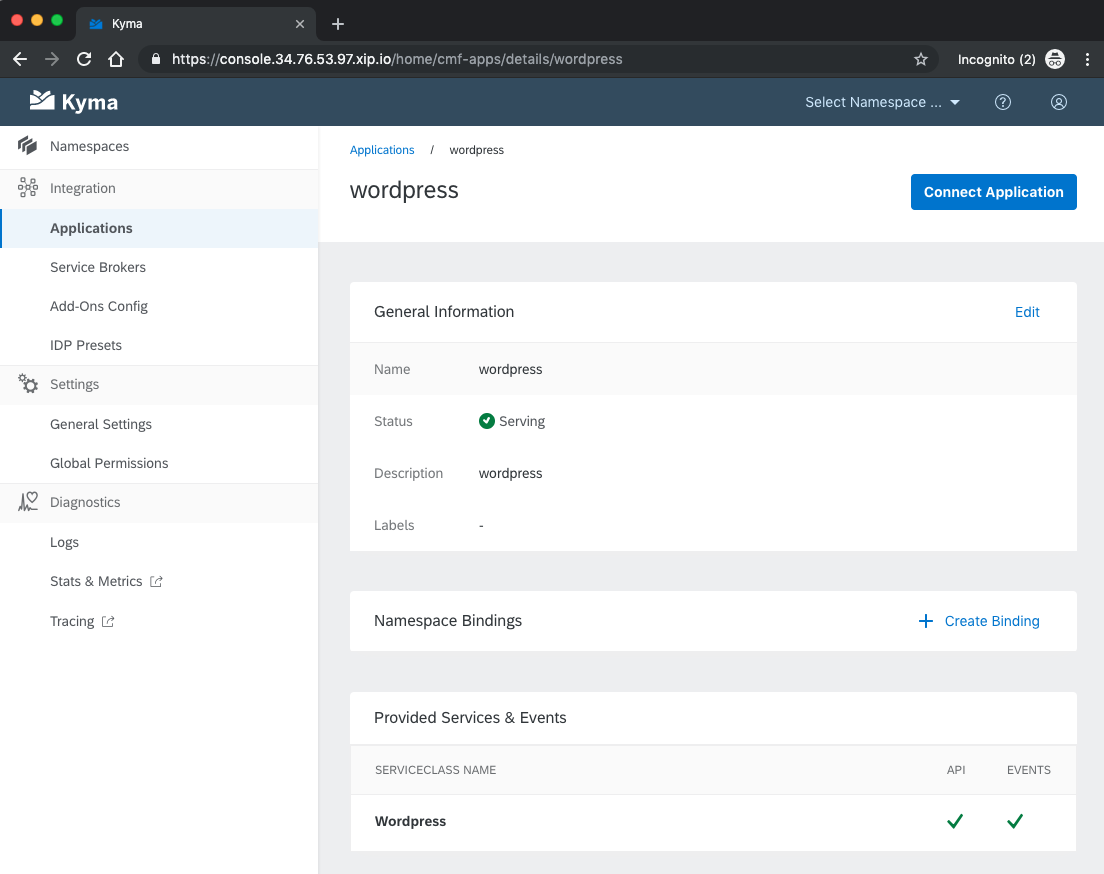 Kyma
https://console.34.76.53.97.xip.io/home/cmf-apps/details/wordpress
Incognito (2)
Kyma
Select Namespace ...
Namespaces
Integration
Applications
Service Brokers
Add-Ons Config
IDP Presets
Settings
General Settings
Global Permissions
Diagnostics
Logs
Stats & Metrics
Tracing
Applications / wordpress
wordpress
Connect Application
General Information
Edit
Name wordpress
Status Serving
Description wordpress
Labels -
Namespace Bindings
Create Binding
Provided Services & Events
SERVICECLASS NAME API EVENTS
Wordpress